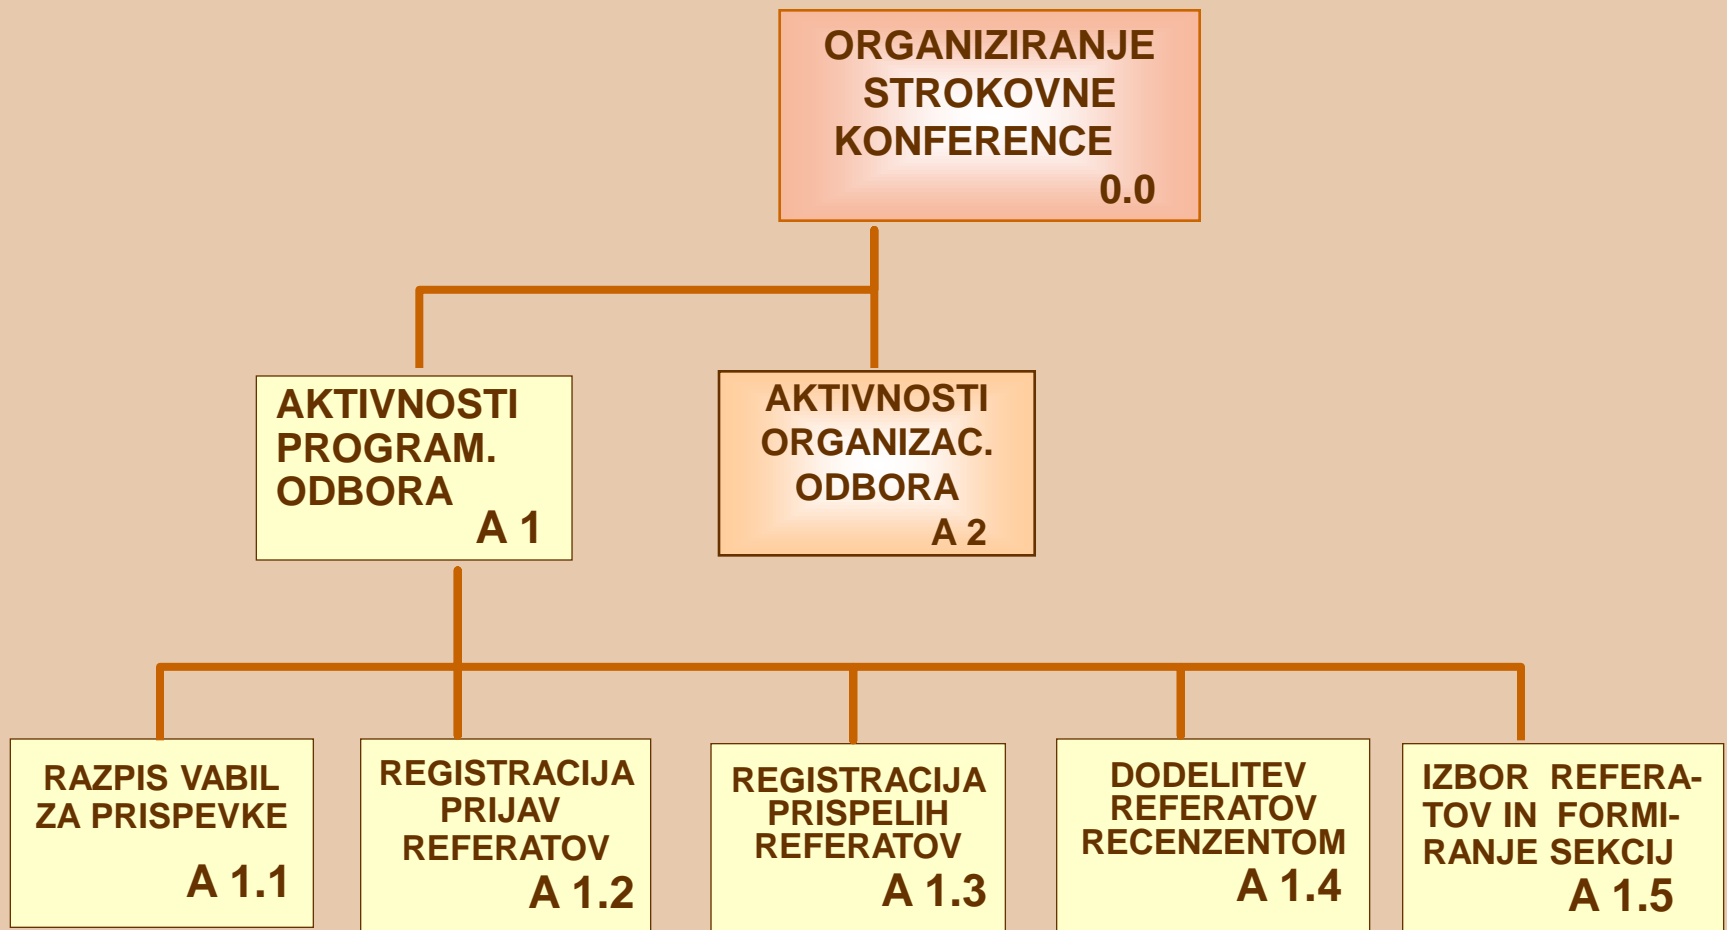 ORGANIZIRANJE
STROKOVNE
KONFERENCE
0.0
AKTIVNOSTI
PROGRAM.
ODBORA
A 1
AKTIVNOSTI
ORGANIZAC.
ODBORA
A 2
RAZPIS VABIL
ZA PRISPEVKE
A 1.1
REGISTRACIJA
PRIJAV
REFERATOV
A 1.2
REGISTRACIJA
PRISPELIH
REFERATOV
A 1.3
DODELITEV
REFERATOV
RECENZENTOM
A 1.4
IZBOR REFERA-
TOV IN FORMI-
RANJE SEKCIJ
A 1.5